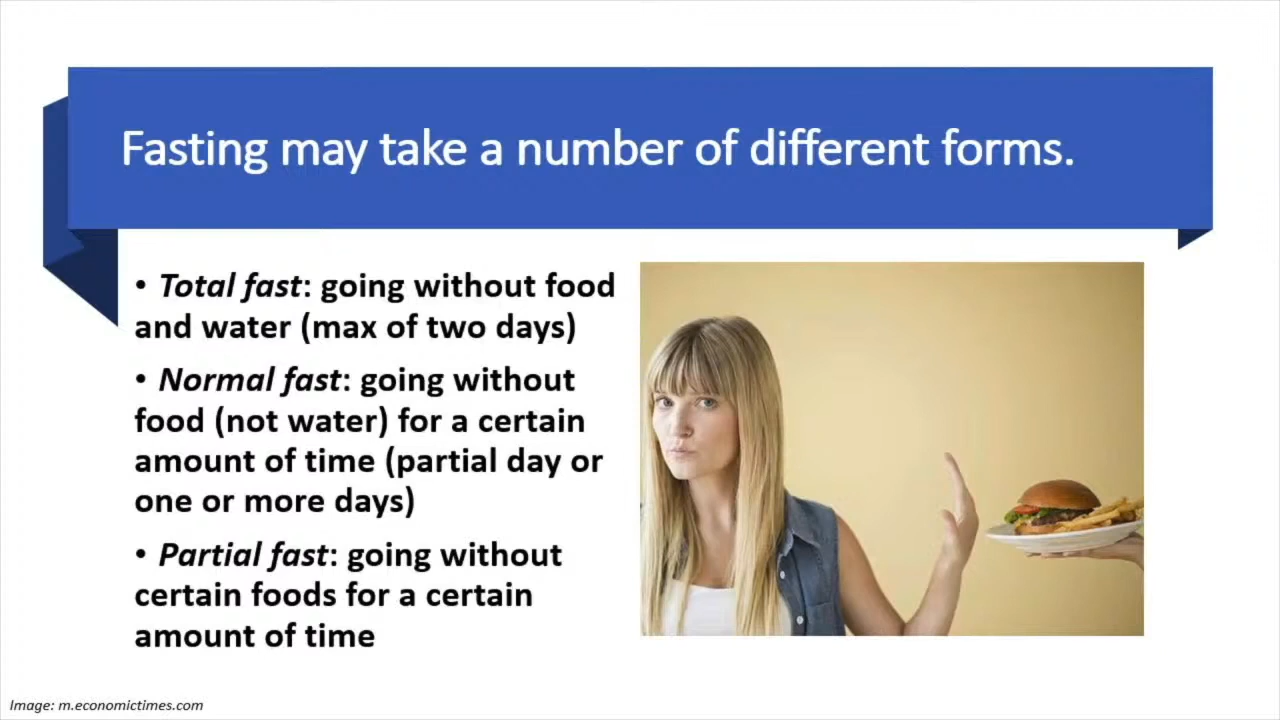 Fasting may take a number of different forms.
• Total fast: going without food
and water (max of two days)
• Normal fast: going without
food (not water) for a certain
amount of time (partial day or
one or more days)
• Partial fast: going without
certain foods for a certain
amount of time
Image: m.economictimes.com